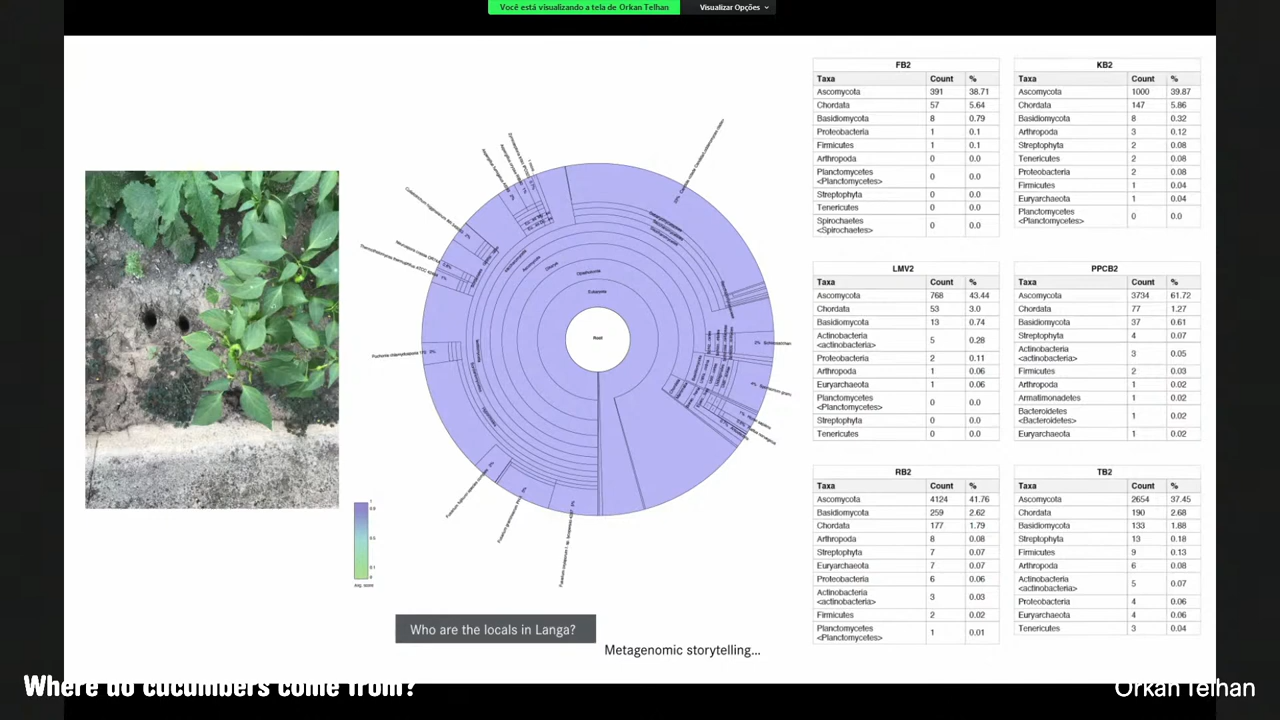 Você está visualizando a tela de Orkan Telhan
Visualizar Opções
FB2
Taxa Count %
Ascomycota 391 38.71
Chordata 57 5.64
Basidiomycota 8 0.79
Proteobacteria 1 0.1
Firmicutes 1 0.1
Arthropoda 0 0.0
Planctomycetes
<Planctomycetes> 0 0.0
Streptophyta 0 0.0
Tenericutes 0 0.0
Spirochaetes
<Spirochaetes> 0 0.0
KB2
Taxa Count %
Ascomycota 1000 39.87
Chordata 147 5.86
Basidiomycota 8 0.32
Arthropoda 3 0.12
Streptophyta 2 0.08
Tenericutes 2 0.08
Proteobacteria 2 0.08
Firmicutes 1 0.04
Euryarchaeota 1 0.04
Planctomycetes
<Planctomycetes> 0 0.0
LMV2
Taxa Count %
Ascomycota 768 43.44
Chordata 53 3.0
Basidiomycota 13 0.74
Actinobacteria
<actinobacteria> 5 0.28
Proteobacteria 2 0.11
Arthropoda 1 0.06
Euryarchaeota 1 0.06
Planctomycetes
<Planctomycetes> 0 0.0
Streptophyta 0 0.0
Tenericutes 0 0.0
PPCB2
Taxa Count %
Ascomycota 3734 61.72
Chordata 77 1.27
Basidiomycota 37 0.61
Streptophyta 4 0.07
Actinobacteria
<actinobacteria> 3 0.05
Firmicutes 2 0.03
Arthropoda 1 0.02
Armatimonadetes 1 0.02
Bacteroidetes
<Bacteroidetes> 1 0.02
Euryarchaeota 1 0.02
RB2
Taxa Count %
Ascomycota 4124 41.76
Basidiomycota 259 2.62
Chordata 177 1.79
Arthropoda 8 0.08
Streptophyta 7 0.07
Euryarchaeota 7 0.07
Proteobacteria 6 0.06
Actinobacteria
<actinobacteria> 3 0.03
Firmicutes 2 0.02
Planctomycetes
<Planctomycetes> 1 0.01
TB2
Taxa Count %
Ascomycota 2654 37.45
Chordata 190 2.68
Basidiomycota 133 1.88
Streptophyta 13 0.18
Firmicutes 9 0.13
Arthropoda 6 0.08
Actinobacteria
<actinobacteria> 5 0.07
Proteobacteria 4 0.06
Euryarchaeota 4 0.06
Tenericutes 3 0.04
Root
Eukaryota
Opisthokonta
Avg. score
Who are the locals in Langa?
Metagenomic storytelling...
Where do cucumbers come from?
Orkan Telhan